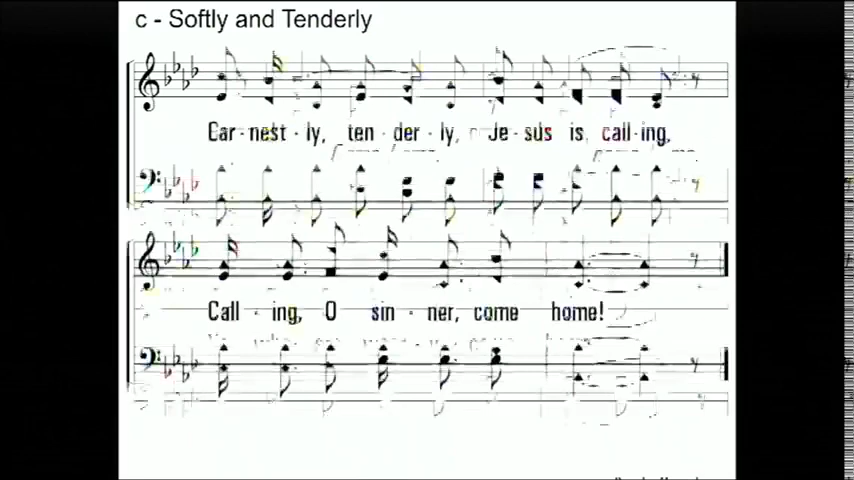 c - Softly and Tenderly
Ear - nest - ly, ten - der - ly, Je - sus is call - ing,
Call - ing, O sin - ner, come home!